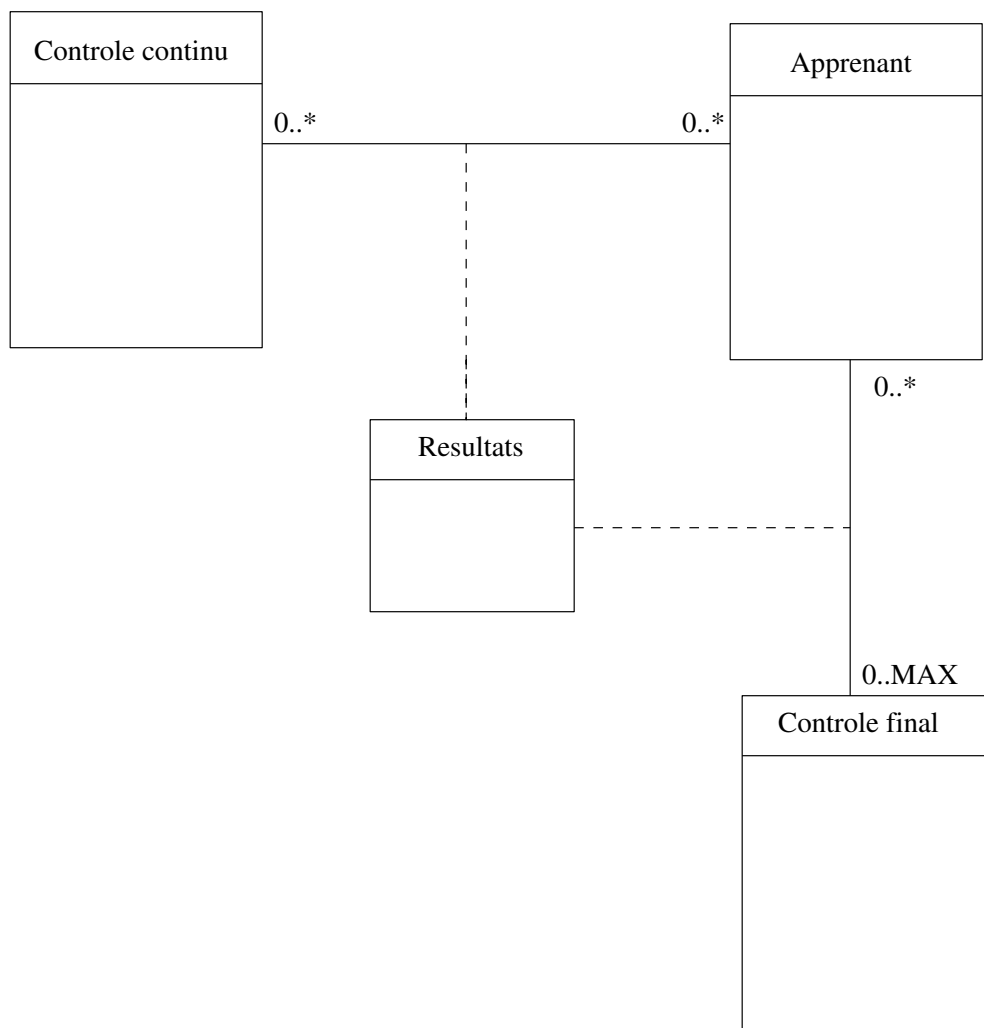 Controle continu
Apprenant
0..*
0..*
0..*
Resultats
0..MAX
Controle final